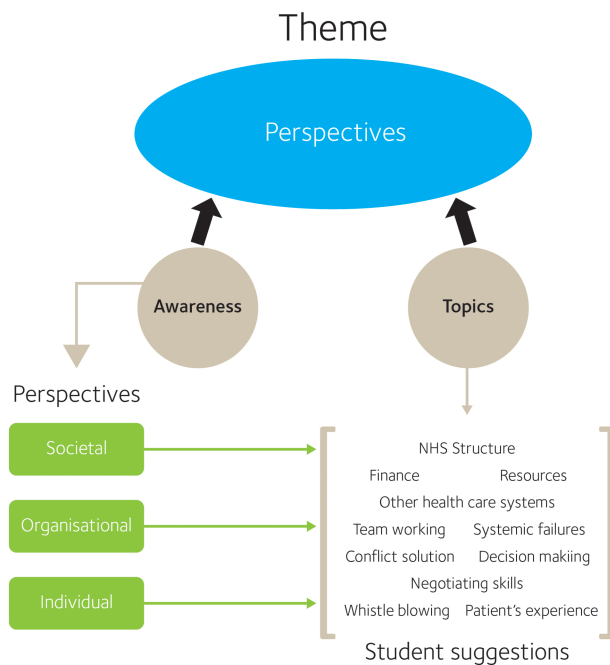 Theme
Perspectives
Awareness
Topics
Perspectives
Societal
Organisational
Individual
NHS Structure
Finance Resources
Other health care systems
Team working Systemic failures
Conflict solution Decision makiing
Negotiating skills
Whistle blowing Patient's experience
Student suggestions